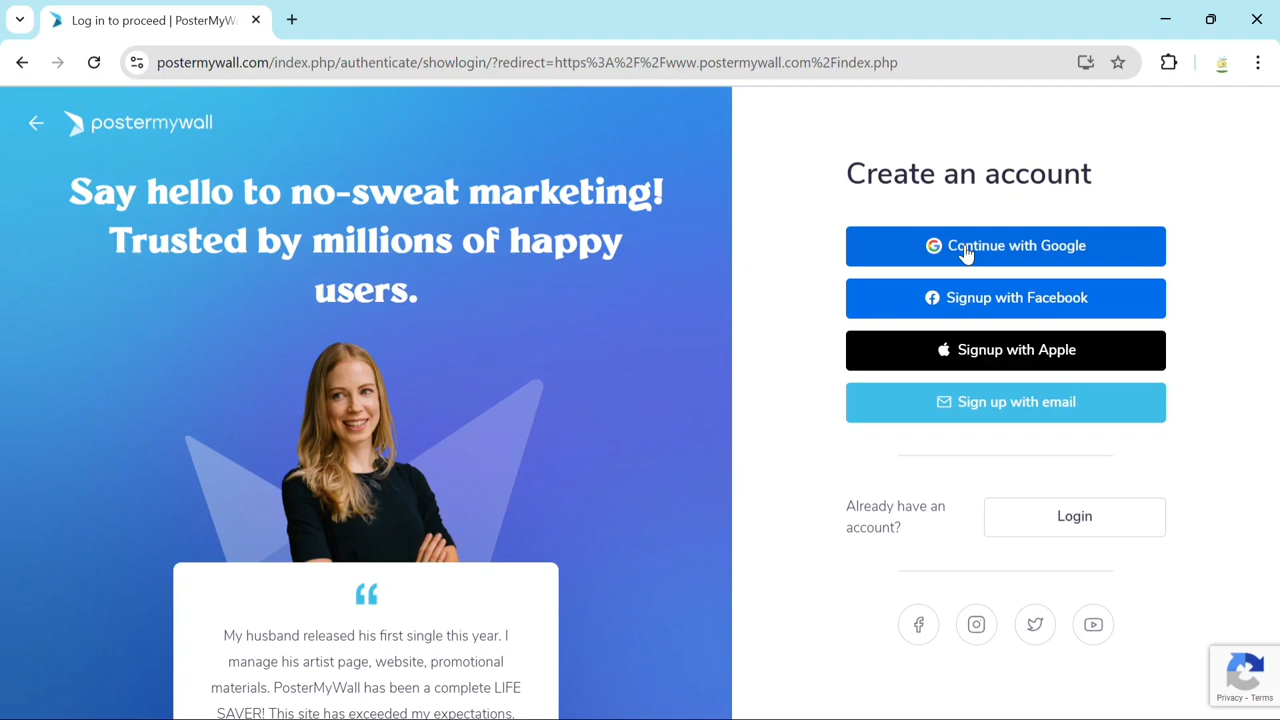 Log in to proceed | PosterMyWa
postermywall.com/index.php/authenticate/showlogin/?redirect=https%3A%2F%2Fwww.postermywall.com%2Findex.php
postermywall
Say hello to no-sweat marketing!
Trusted by millions of happy
users.
“
My husband released his first single this year. I
manage his artist page, website, promotional
materials. PosterMyWall has been a complete LIFE
SAVER! This site has exceeded my expectations.
Create an account
Continue with Google
Signup with Facebook
Signup with Apple
Sign up with email
Already have an
account?
Login
Privacy - Terms